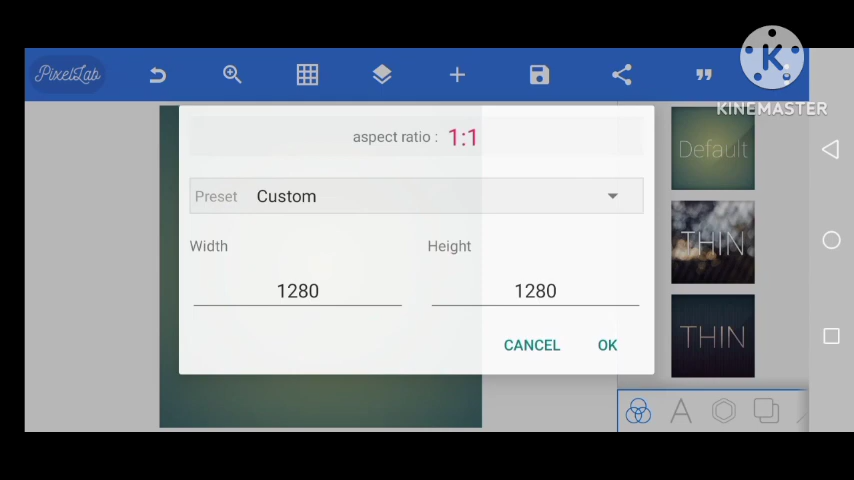 PixelLab
KINEMASTER
aspect ratio : 1:1
Preset Custom
Width Height
1280 1280
CANCEL OK
Default
THIN
THIN